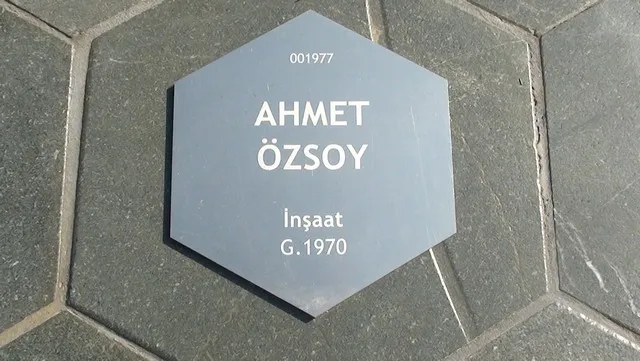 001977
AHMET
ÖZSOY
İnşaat
G.1970